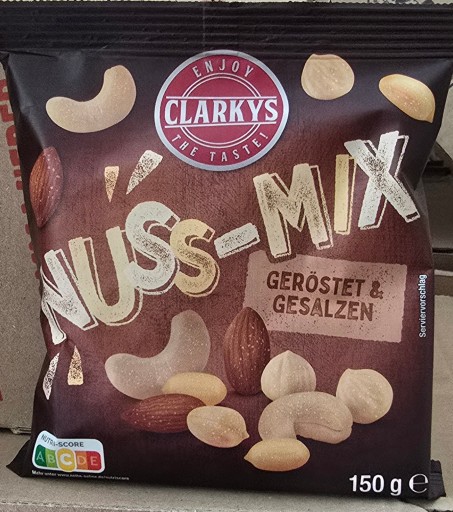 ENJOY
CLARKYS
THE TASTE!
NUSS-MIX
GERÖSTET &
GESALZEN
Serviervorschlag
NUTRI-SCORE
A B C D E
150 g ℮